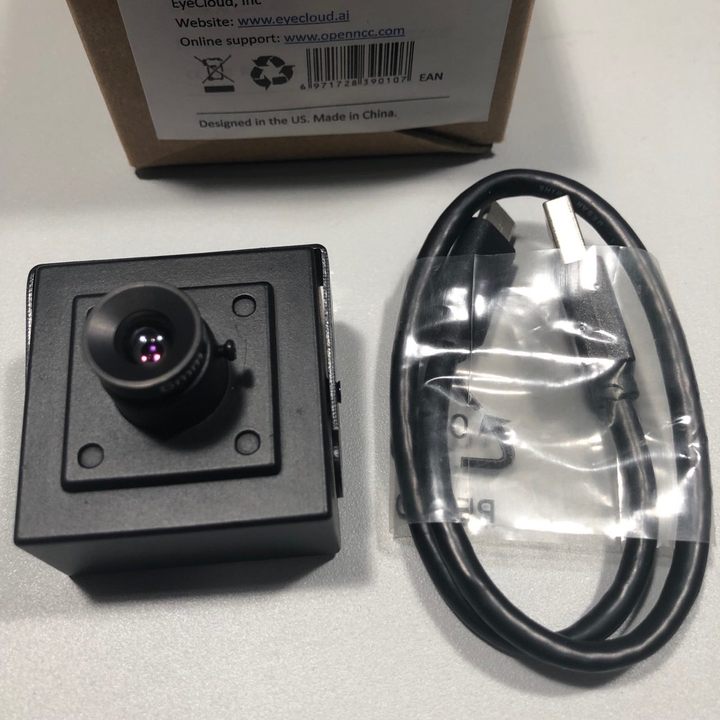 EyeCloud, Inc
Website: www.eyecloud.ai
Online support: www.openncc.com
6 971728 390107 EAN
Designed in the US. Made in China.